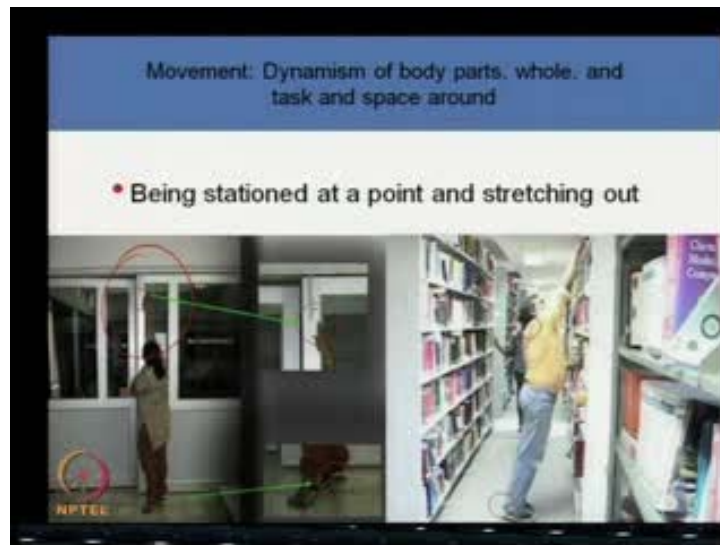 Movement: Dynamism of body parts, whole, and
task and space around
• Being stationed at a point and stretching out
NPTEL